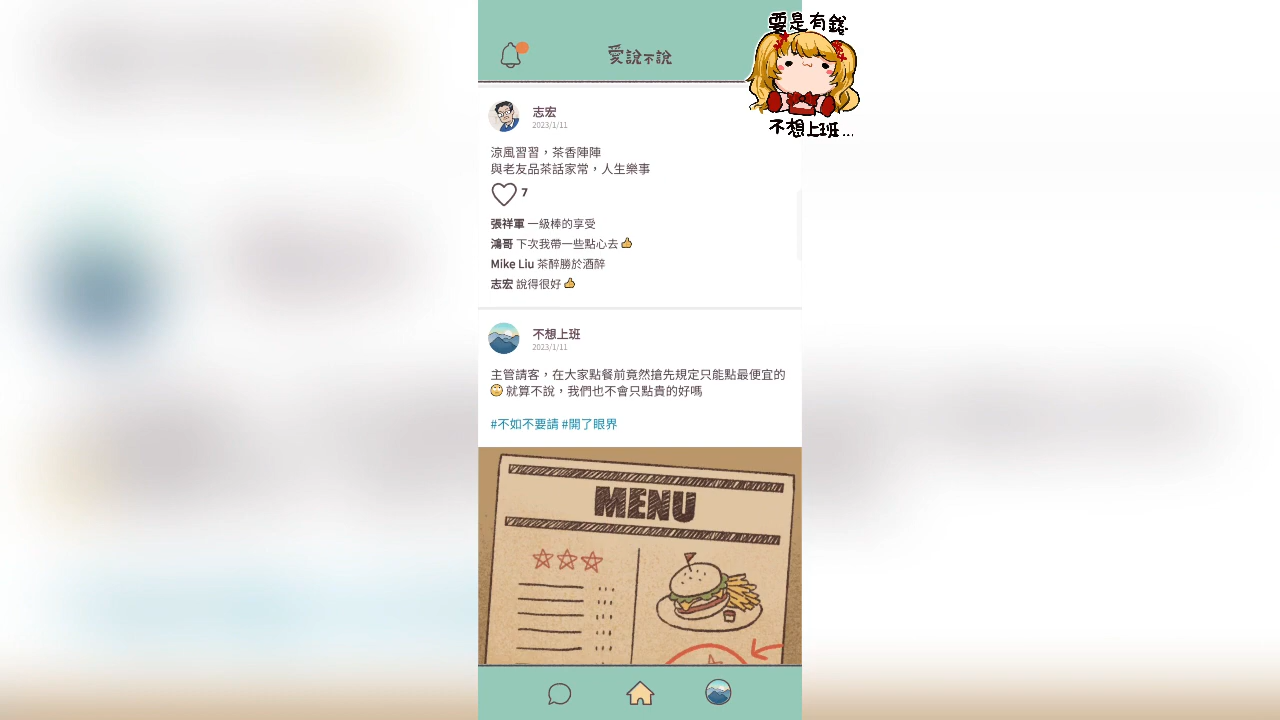 愛說不說
要是有錢
不想上班...
志宏
2023/1/11
涼風習習，茶香陣陣
與老友品茶話家常，人生樂事
7
張祥軍 一級棒的享受
鴻哥 下次我帶一些點心去👍
Mike Liu 茶醉勝於酒醉
志宏 說得很好👍
不想上班
2023/1/11
主管請客，在大家點餐前竟然搶先規定只能點最便宜的
🙄 就算不說，我們也不會只點貴的好嗎
#不如不要請 #開了眼界
MENU